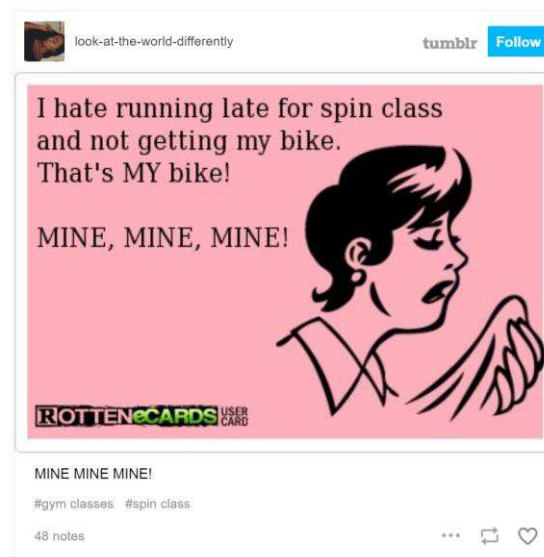 look-at-the-world-differently
tumblr
Follow
I hate running late for spin class
and not getting my bike.
That's MY bike!
MINE, MINE, MINE!
ROTTENeCARDS USER CARD
MINE MINE MINE!
#gym classes #spin class
48 notes